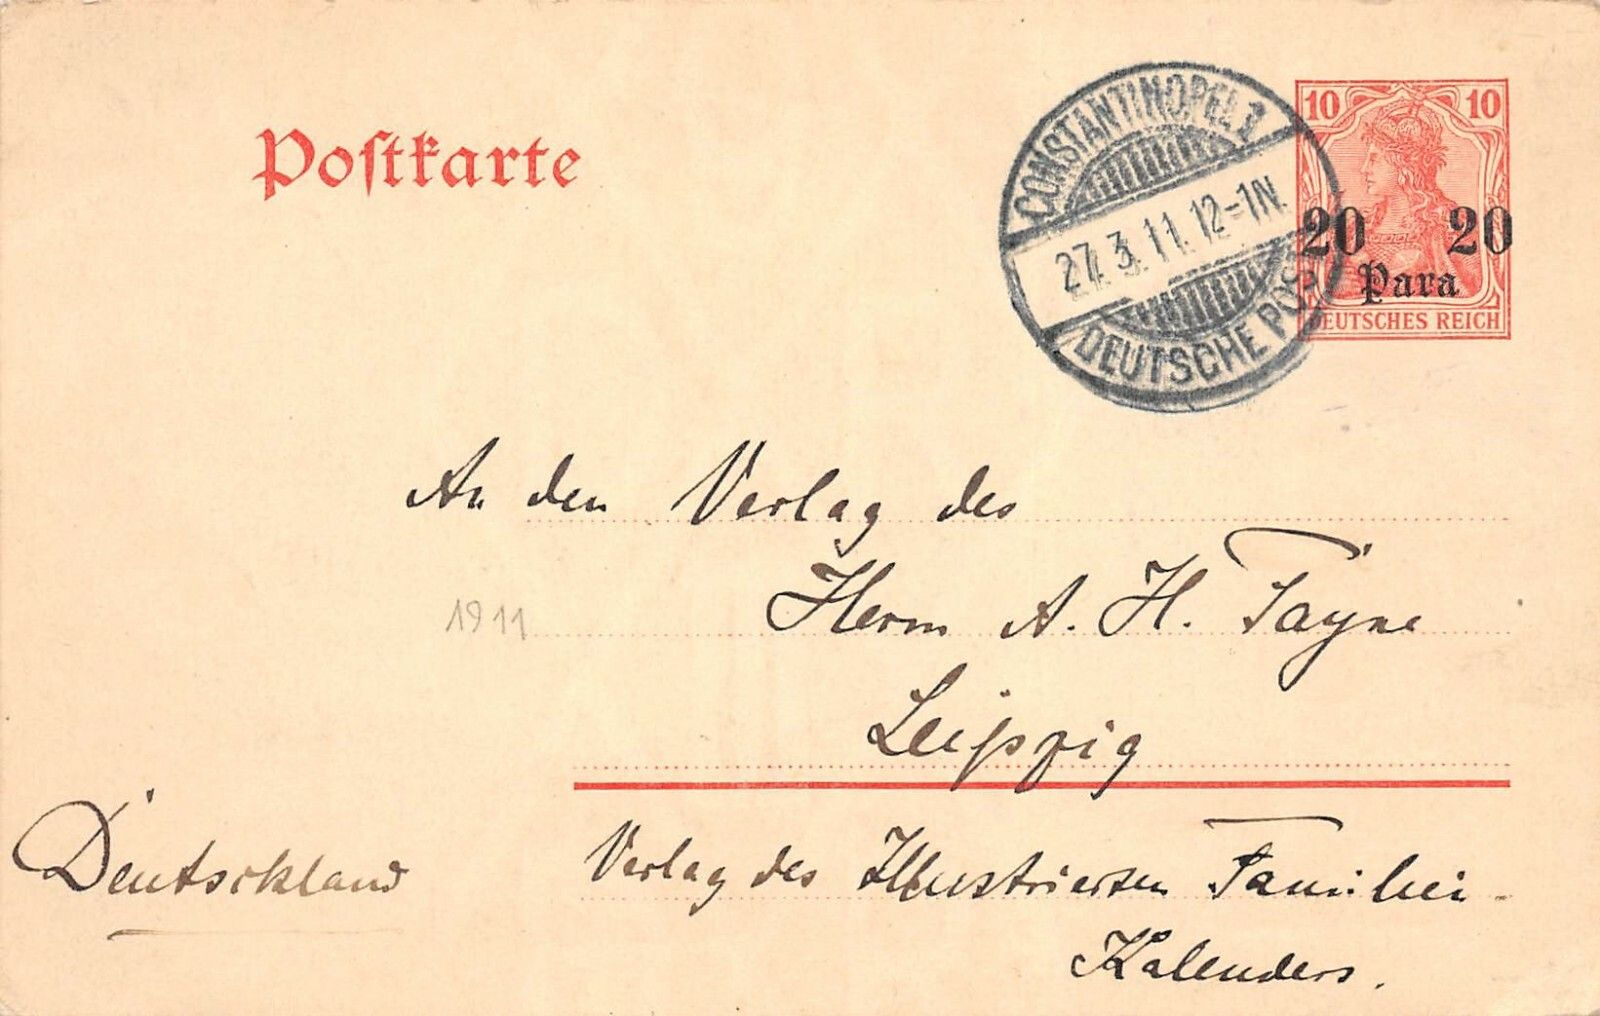 Postkarte
CONSTANTINOPEL 1
27.3.11.12-1N.
DEUTSCHE POST
10 10
20 20
Para
DEUTSCHES REICH
An den Verlag des
Herrn A. H. Payne
1911
Leipzig
Deutschland
Verlag des Illustrierten Familien-
Kalenders.